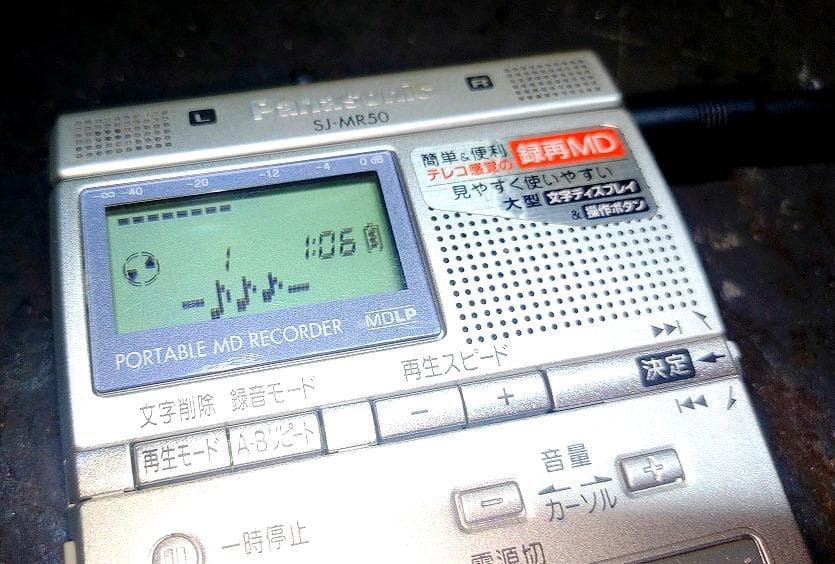 L
Panasonic
R
SJ-MR50
簡単&便利
録再MD
テレコ感覚の
見やすく使いやすい
大型 文字ディスプレイ
& 操作ボタン
-∞ -40 -20 -12 -4 0 dB
1 1:06
PORTABLE MD RECORDER
MDLP
文字削除 録音モード
再生スピード
再生モード
A-Bリピート
− +
決定
音量
− +
カーソル
一時停止
電源切